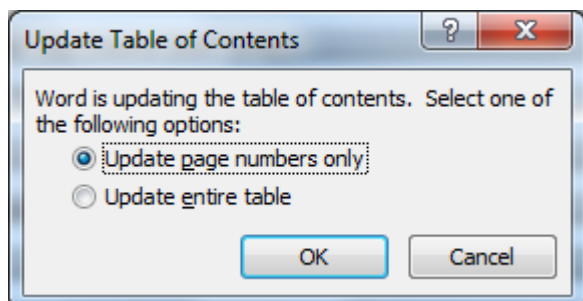 Update Table of Contents
?
X
Word is updating the table of contents. Select one of
the following options:
Update page numbers only
Update entire table
OK
Cancel